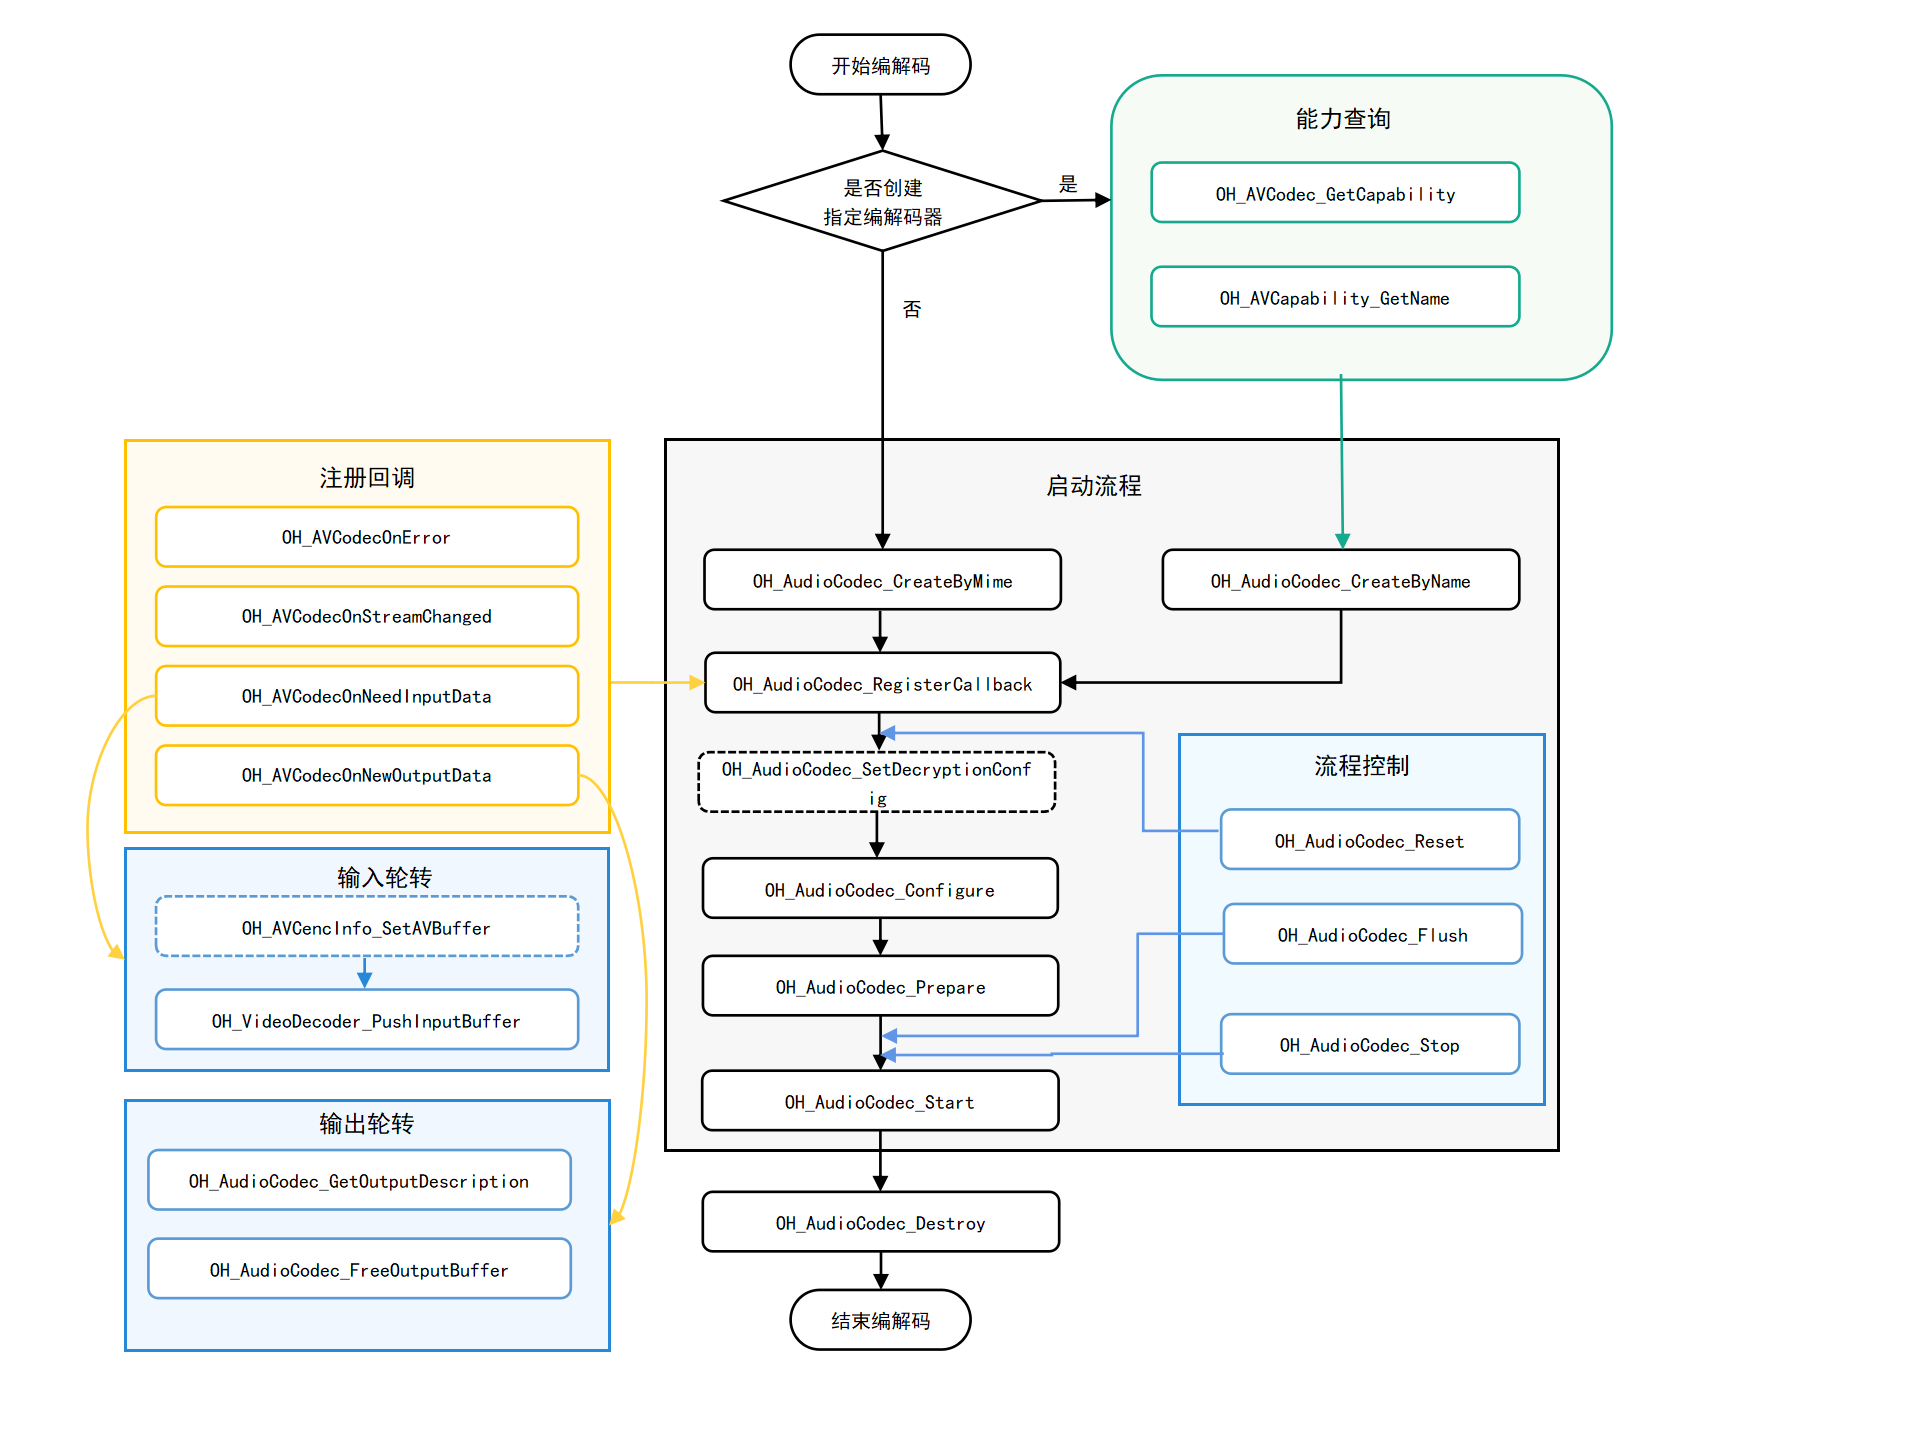 开始编解码
是否创建
指定编解码器
是
否
能力查询
OH_AVCodec_GetCapability
OH_AVCapability_GetName
注册回调
OH_AVCodecOnError
OH_AVCodecOnStreamChanged
OH_AVCodecOnNeedInputData
OH_AVCodecOnNewOutputData
输入轮转
OH_AVCencInfo_SetAVBuffer
OH_VideoDecoder_PushInputBuffer
输出轮转
OH_AudioCodec_GetOutputDescription
OH_AudioCodec_FreeOutputBuffer
启动流程
OH_AudioCodec_CreateByMime
OH_AudioCodec_CreateByName
OH_AudioCodec_RegisterCallback
OH_AudioCodec_SetDecryptionConf
ig
OH_AudioCodec_Configure
OH_AudioCodec_Prepare
OH_AudioCodec_Start
流程控制
OH_AudioCodec_Reset
OH_AudioCodec_Flush
OH_AudioCodec_Stop
OH_AudioCodec_Destroy
结束编解码